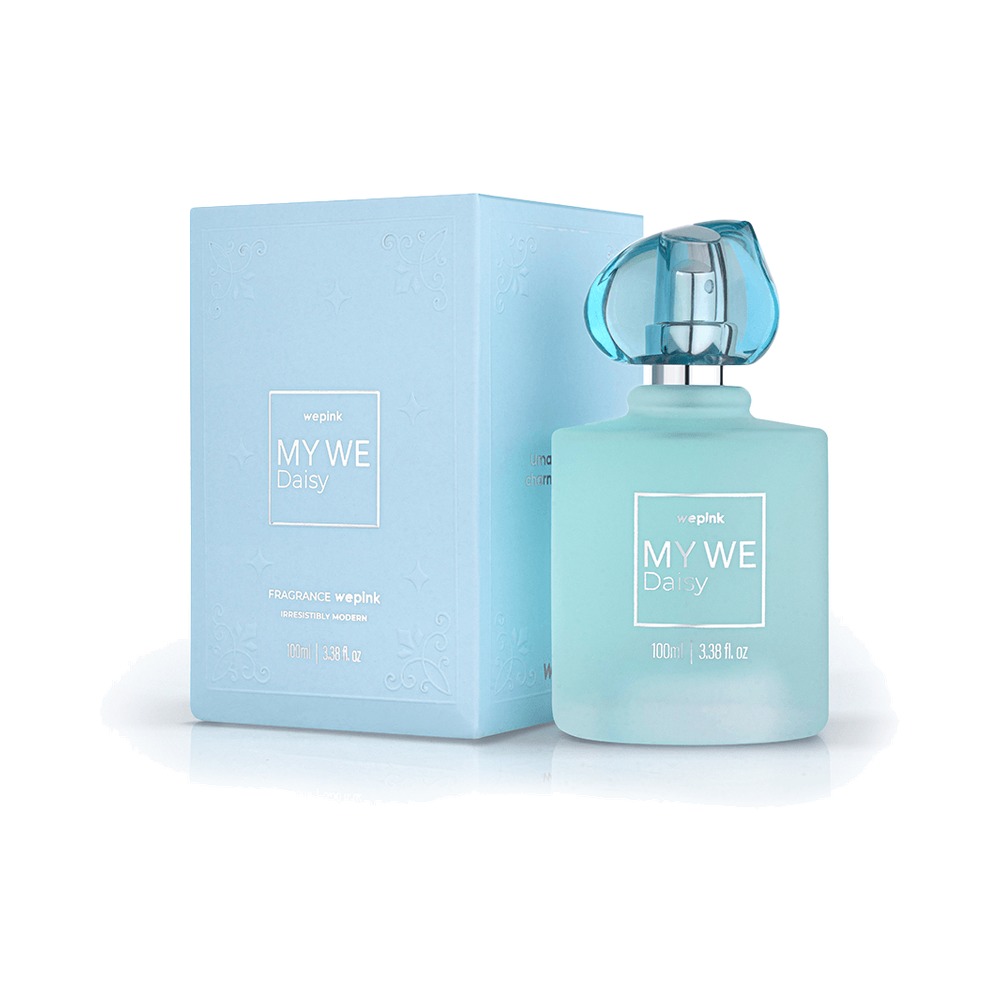 wepink
MY WE
Daisy
FRAGRANCE wepink
IRRESISTIBLY MODERN
100ml | 3.38 fl. oz
wepink
MY WE
Daisy
100ml | 3.38 fl. oz